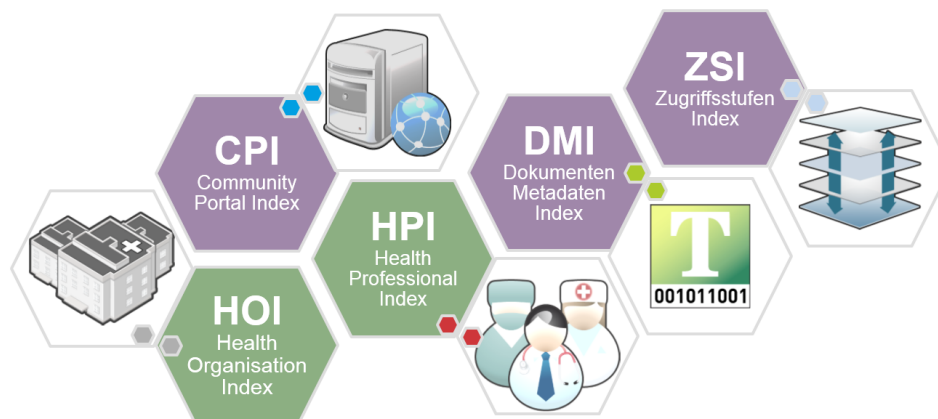 ZSI
Zugriffsstufen
Index
CPI
Community
Portal Index
DMI
Dokumenten
Metadaten
Index
HPI
Health
Professional
Index
T
001011001
HOI
Health
Organisation
Index